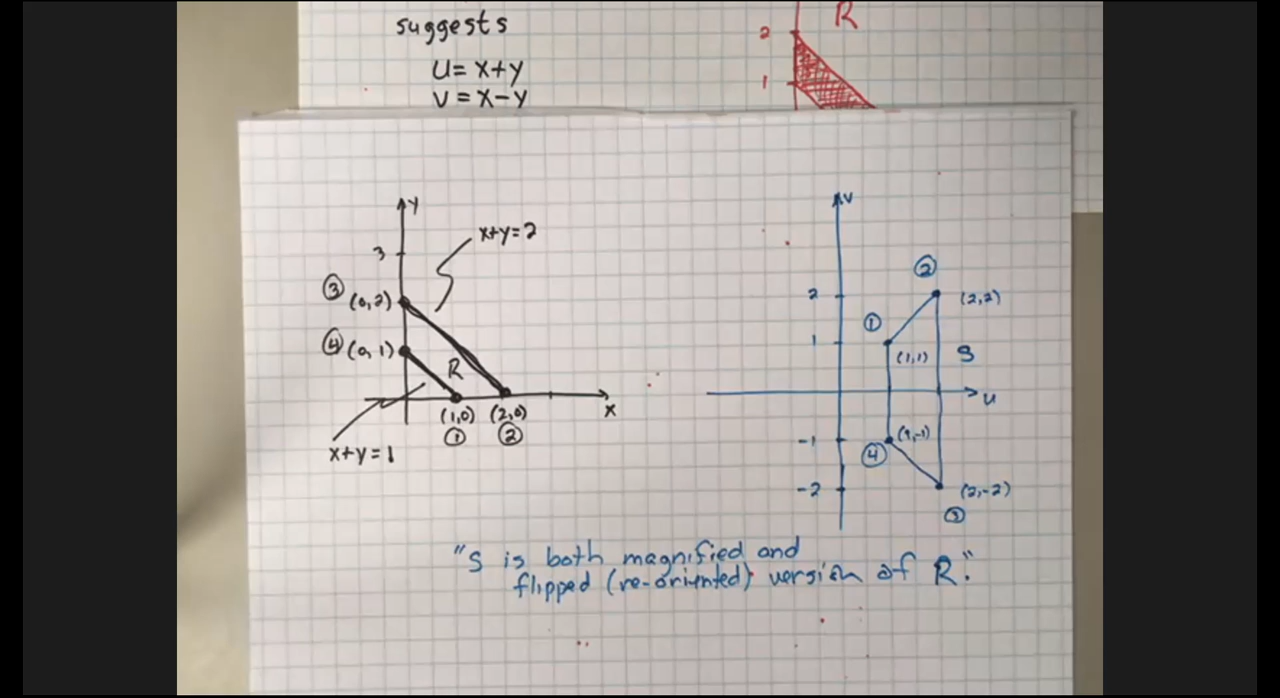 suggests
u = x+y
v = x-y
R
2
1
y
3
x+y=2
③ (0,2)
④ (0,1)
R
x
(1,0) (2,0)
① ②
x+y=1
v
②
2
(2,2)
①
1
(1,1)
S
u
-1
(1,-1)
④
-2
(2,-2)
③
"S is both magnified and
flipped (re-oriented) version of R."